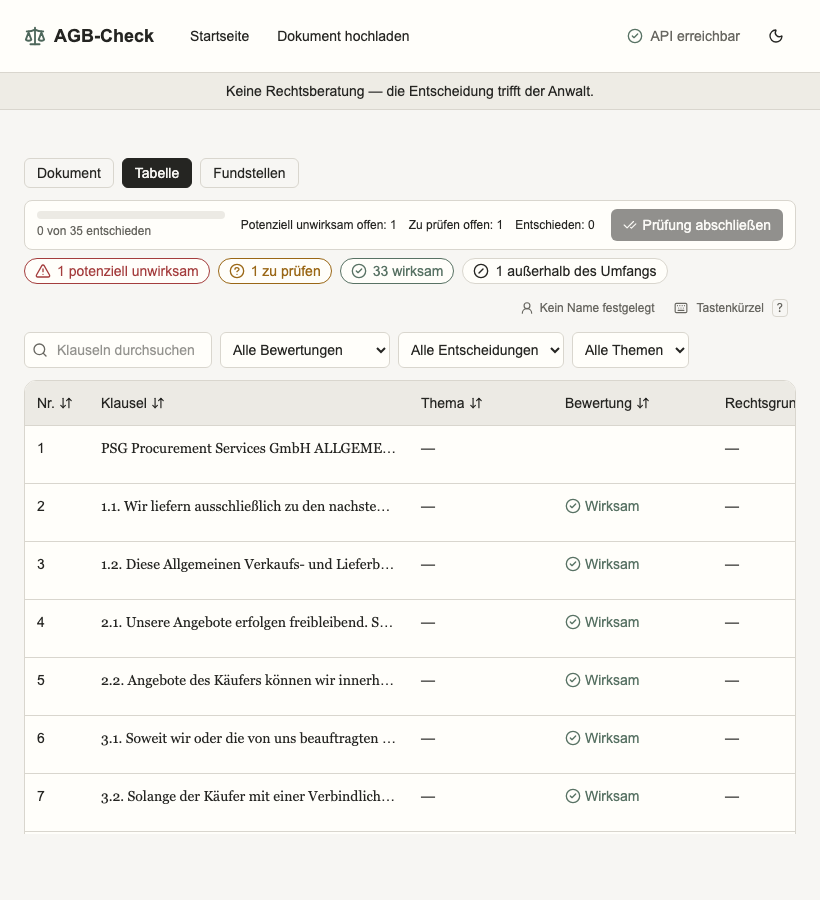 AGB-Check Startseite Dokument hochladen API erreichbar
Keine Rechtsberatung — die Entscheidung trifft der Anwalt.
Dokument Tabelle Fundstellen
0 von 35 entschieden Potenziell unwirksam offen: 1 Zu prüfen offen: 1 Entschieden: 0 Prüfung abschließen
1 potenziell unwirksam 1 zu prüfen 33 wirksam 1 außerhalb des Umfangs
Kein Name festgelegt Tastenkürzel ?
Klauseln durchsuchen Alle Bewertungen Alle Entscheidungen Alle Themen
Nr. Klausel Thema Bewertung Rechtsgrun
1 PSG Procurement Services GmbH ALLGEME… — —
2 1.1. Wir liefern ausschließlich zu den nachste… — Wirksam —
3 1.2. Diese Allgemeinen Verkaufs- und Lieferb… — Wirksam —
4 2.1. Unsere Angebote erfolgen freibleibend. S… — Wirksam —
5 2.2. Angebote des Käufers können wir innerh… — Wirksam —
6 3.1. Soweit wir oder die von uns beauftragten … — Wirksam —
7 3.2. Solange der Käufer mit einer Verbindlich… — Wirksam —